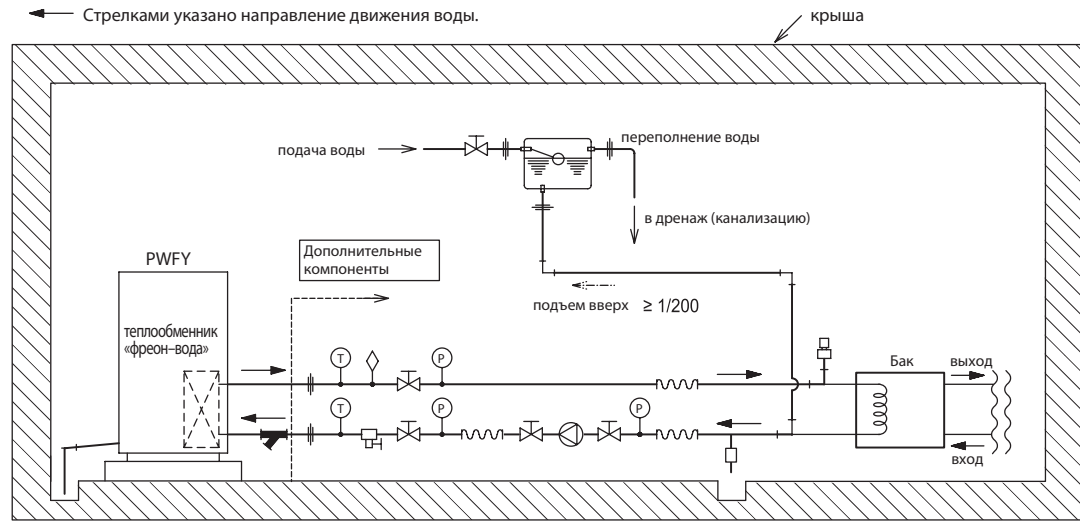 Стрелками указано направление движения воды.
крыша
подача воды
переполнение воды
в дренаж (канализацию)
PWFY
Дополнительные
компоненты
подъем вверх ≥ 1/200
теплообменник
«фреон–вода»
T
P
Бак
выход
T
P
P
вход